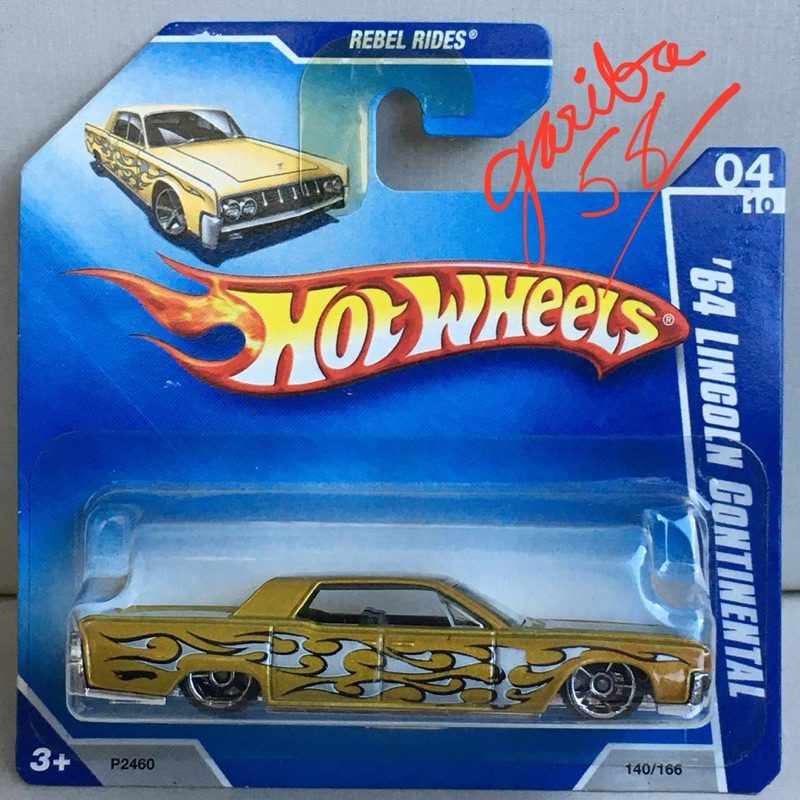 REBEL RIDES®
gariba
58
04
10
HOT WHEELS®
'64 LINCOLN CONTINENTAL
3+
P2460
140/166